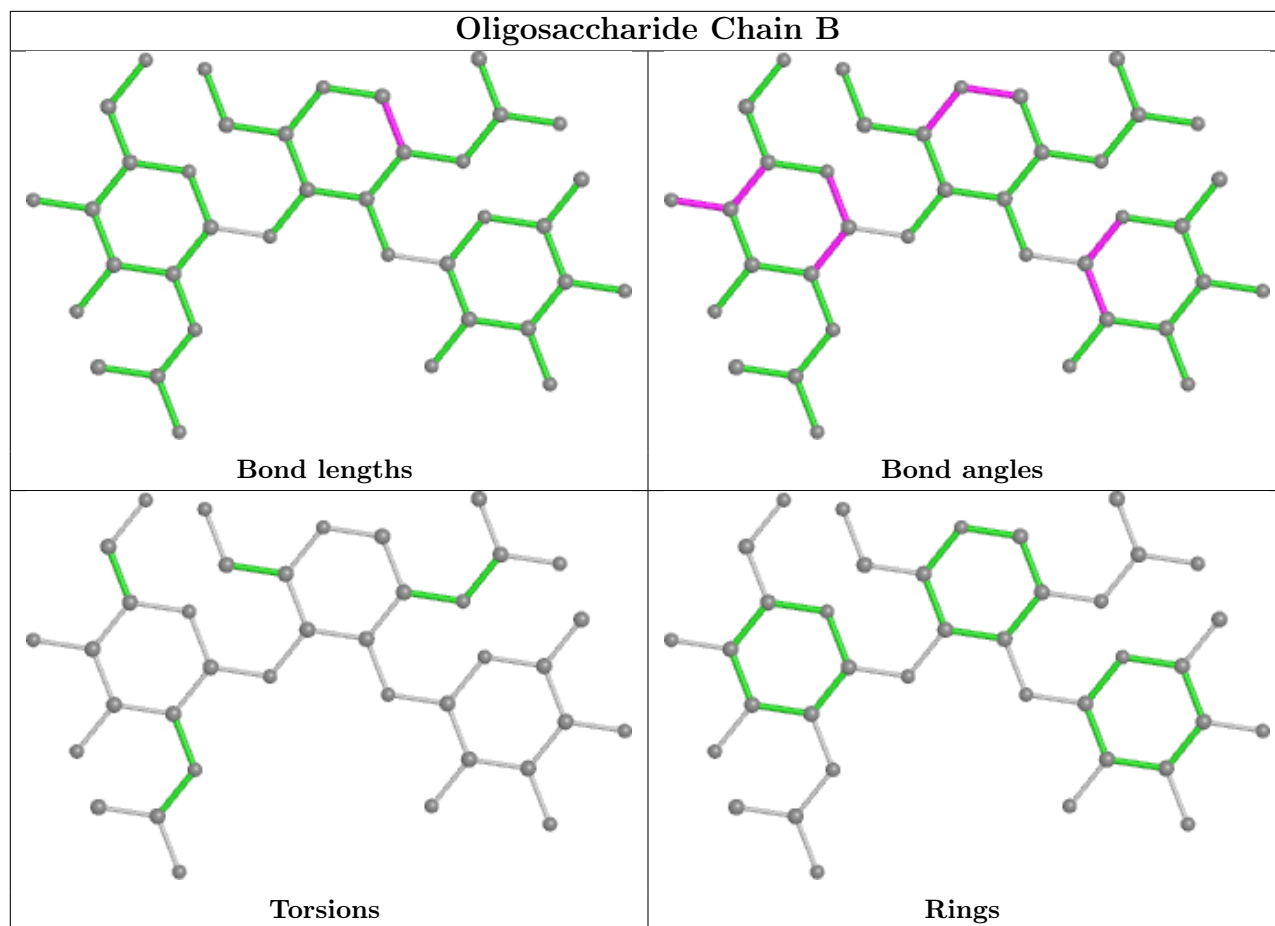 Oligosaccharide Chain B
Bond lengths
Bond angles
Torsions
Rings